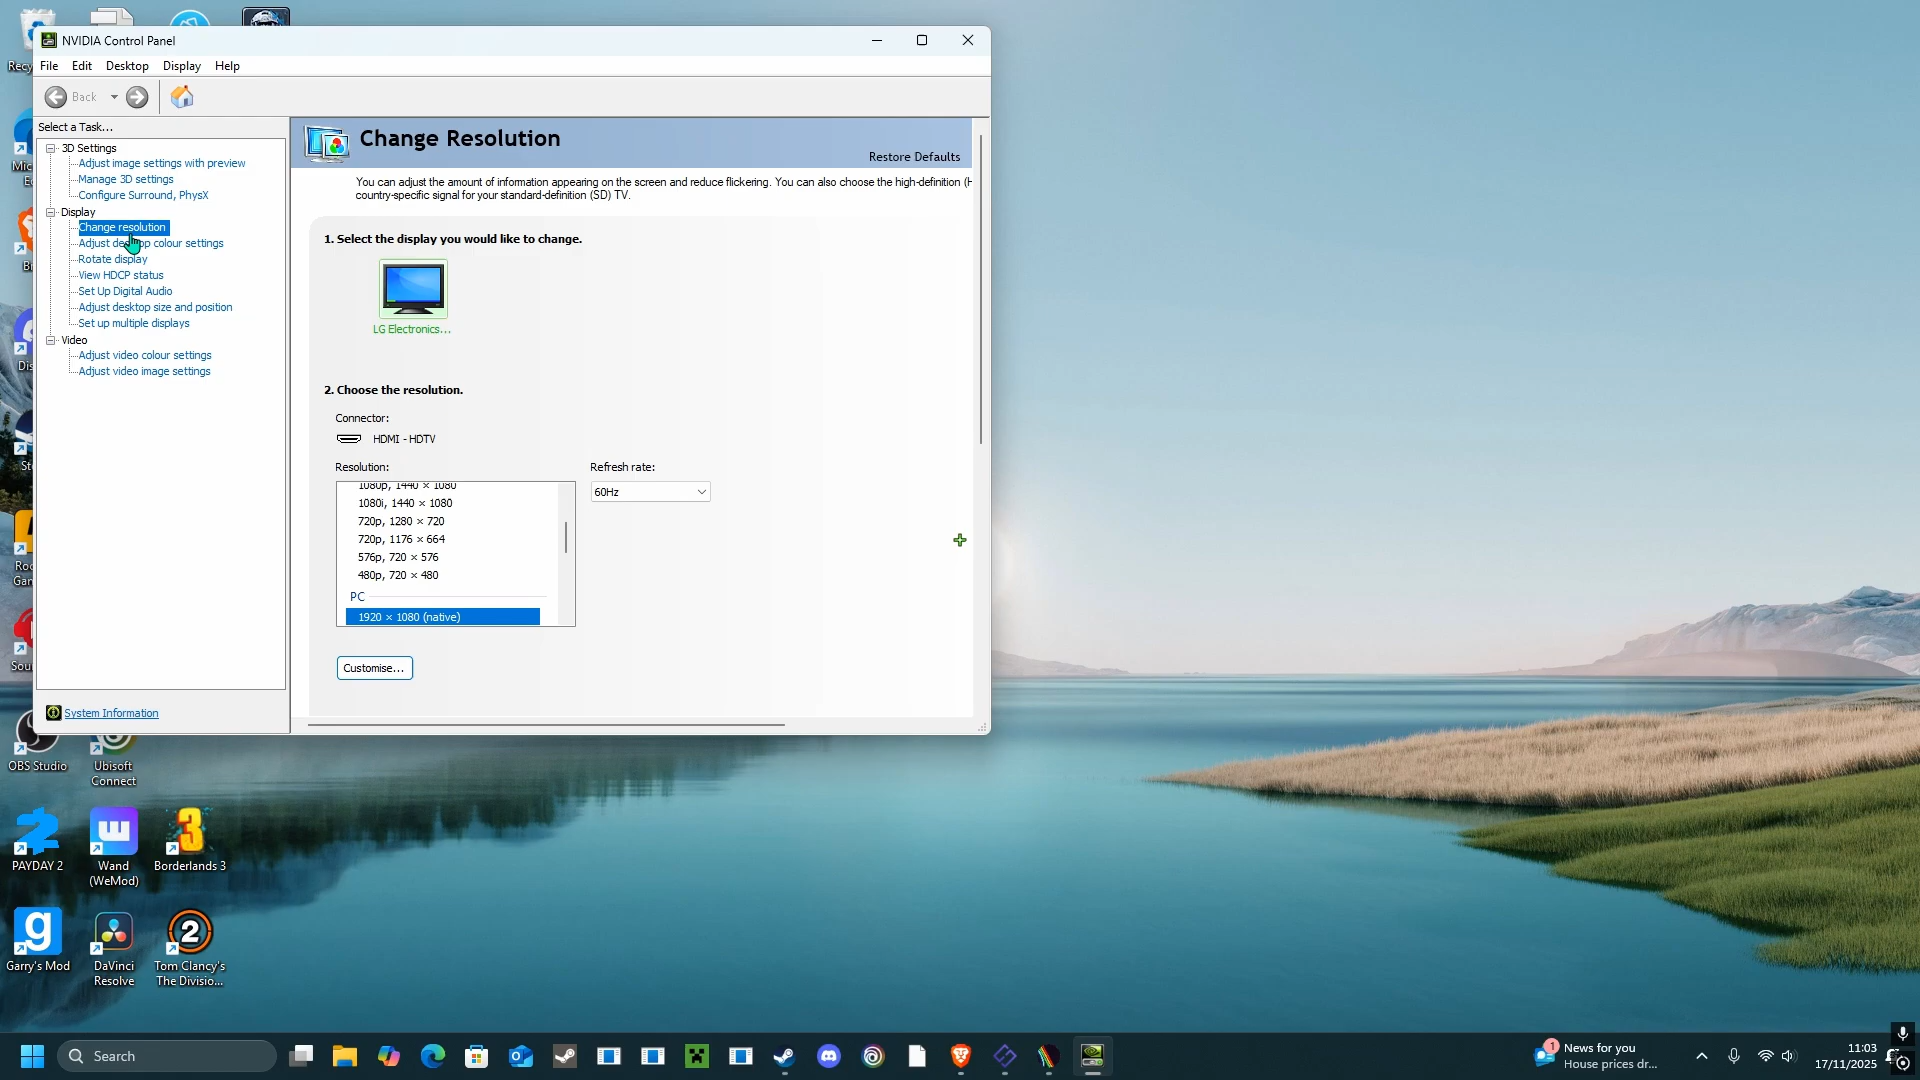 NVIDIA Control Panel
File Edit Desktop Display Help
Back
Select a Task...
3D Settings
Adjust image settings with preview
Manage 3D settings
Configure Surround, PhysX
Display
Change resolution
Adjust desktop colour settings
Rotate display
View HDCP status
Set Up Digital Audio
Adjust desktop size and position
Set up multiple displays
Video
Adjust video colour settings
Adjust video image settings
System Information
Change Resolution
Restore Defaults
You can adjust the amount of information appearing on the screen and reduce flickering. You can also choose the high-definition (H
country-specific signal for your standard-definition (SD) TV.
1. Select the display you would like to change.
LG Electronics...
2. Choose the resolution.
Connector:
HDMI - HDTV
Resolution:
Refresh rate:
1080p, 1440 × 1080
1080i, 1440 × 1080
720p, 1280 × 720
720p, 1176 × 664
576p, 720 × 576
480p, 720 × 480
PC
1920 × 1080 (native)
60Hz
Customise...
OBS Studio
Ubisoft
Connect
PAYDAY 2
Wand
(WeMod)
Borderlands 3
Garry's Mod
DaVinci
Resolve
Tom Clancy's
The Divisio...
Search
1
News for you
House prices dr...
11:03
17/11/2025